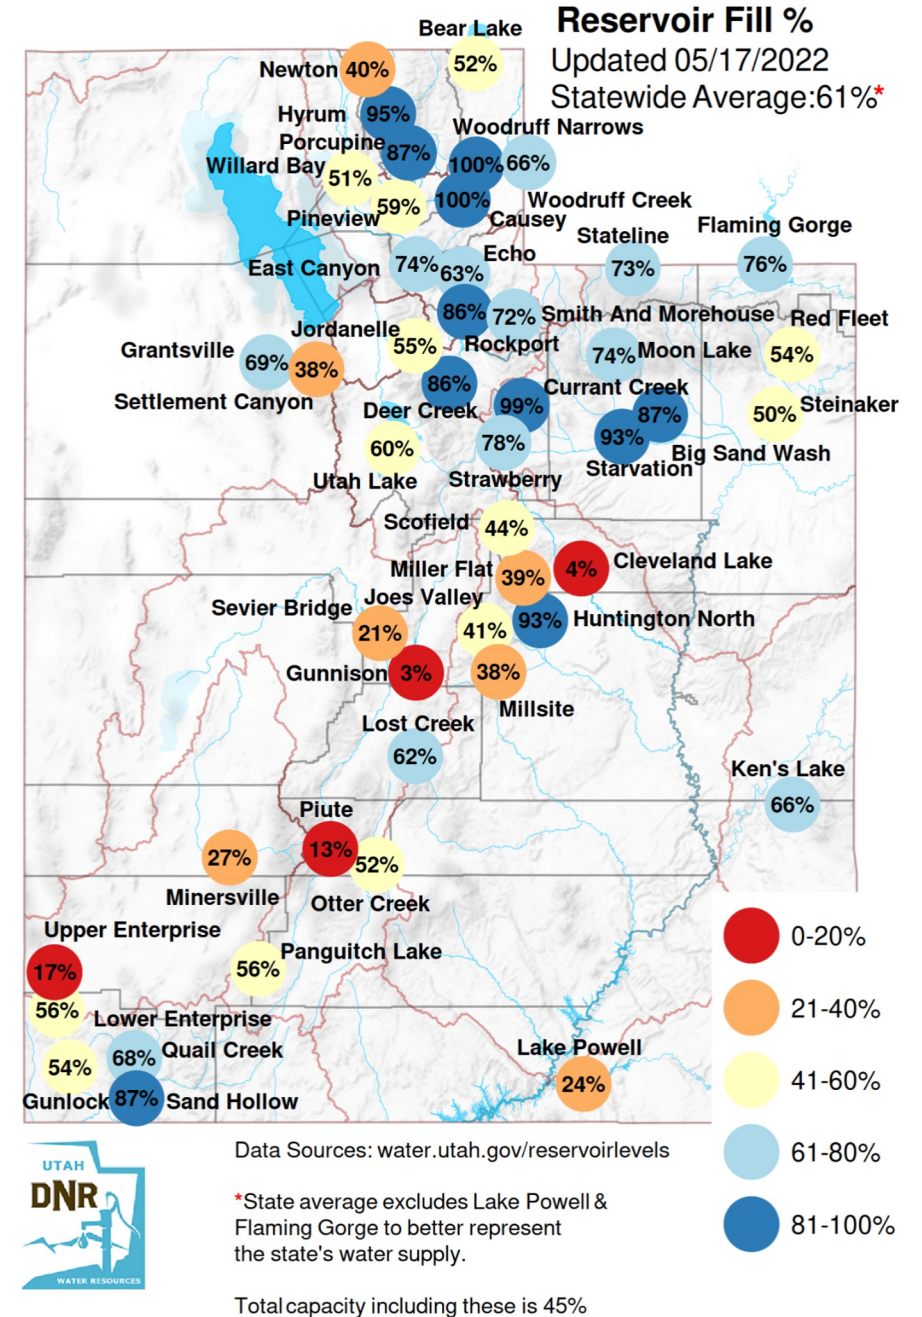 Reservoir Fill %
Updated 05/17/2022
Statewide Average:61%*
Bear Lake
52%
Newton
40%
Hyrum
95%
Porcupine
87%
Woodruff Narrows
100%
66%
Woodruff Creek
Willard Bay
51%
Pineview
59%
100%
Causey
East Canyon
74%
63%
Echo
Stateline
73%
Flaming Gorge
76%
86%
Rockport
72%
Smith And Morehouse
Red Fleet
54%
Jordanelle
55%
Grantsville
69%
38%
Settlement Canyon
74%
Moon Lake
86%
Deer Creek
99%
Currant Creek
87%
Big Sand Wash
93%
Starvation
50%
Steinaker
60%
Utah Lake
78%
Strawberry
Scofield
44%
Miller Flat
39%
4%
Cleveland Lake
Joes Valley
41%
93%
Huntington North
Sevier Bridge
21%
Gunnison
3%
38%
Millsite
Lost Creek
62%
Ken's Lake
66%
Piute
13%
52%
Otter Creek
27%
Minersville
Upper Enterprise
17%
56%
Panguitch Lake
56%
Lower Enterprise
54%
Gunlock
68%
Quail Creek
87%
Sand Hollow
Lake Powell
24%
0-20%
21-40%
41-60%
61-80%
81-100%
UTAH
DNR
WATER RESOURCES
Data Sources: water.utah.gov/reservoirlevels
*State average excludes Lake Powell &
Flaming Gorge to better represent
the state's water supply.
Total capacity including these is 45%